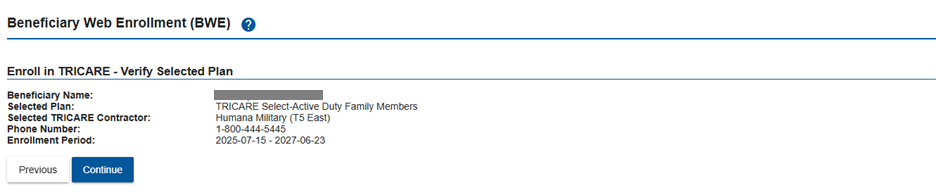 Beneficiary Web Enrollment (BWE) ?
Enroll in TRICARE - Verify Selected Plan
Beneficiary Name:
Selected Plan: TRICARE Select-Active Duty Family Members
Selected TRICARE Contractor: Humana Military (T5 East)
Phone Number: 1-800-444-5445
Enrollment Period: 2025-07-15 - 2027-06-23
Previous Continue